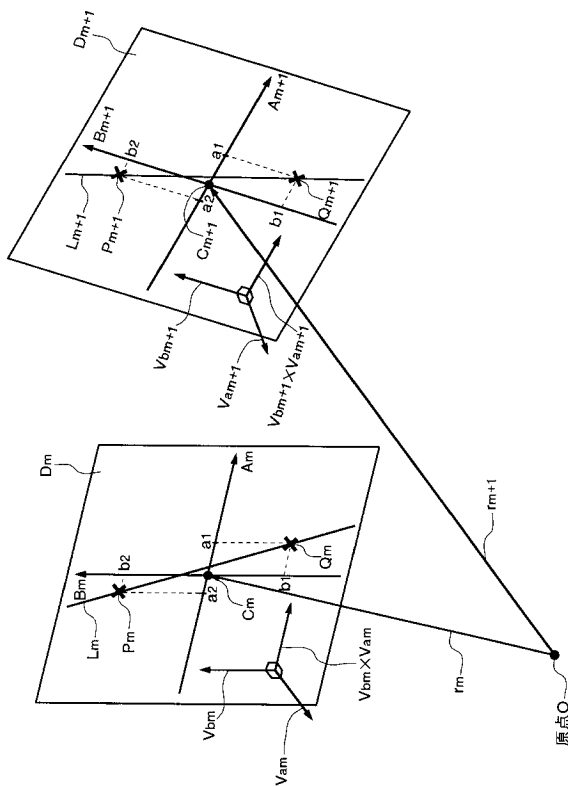 Dm+1
Bm+1
Am+1
Lm+1
Pm+1
b2
a1
a2
Cm+1
b1
Qm+1
Vbm+1
Vam+1
Vbm+1×Vam+1
rm+1
Dm
Bm
Am
Lm
Pm
b2
a1
a2
Cm
b1
Qm
Vbm
Vam
Vbm×Vam
rm
原点O